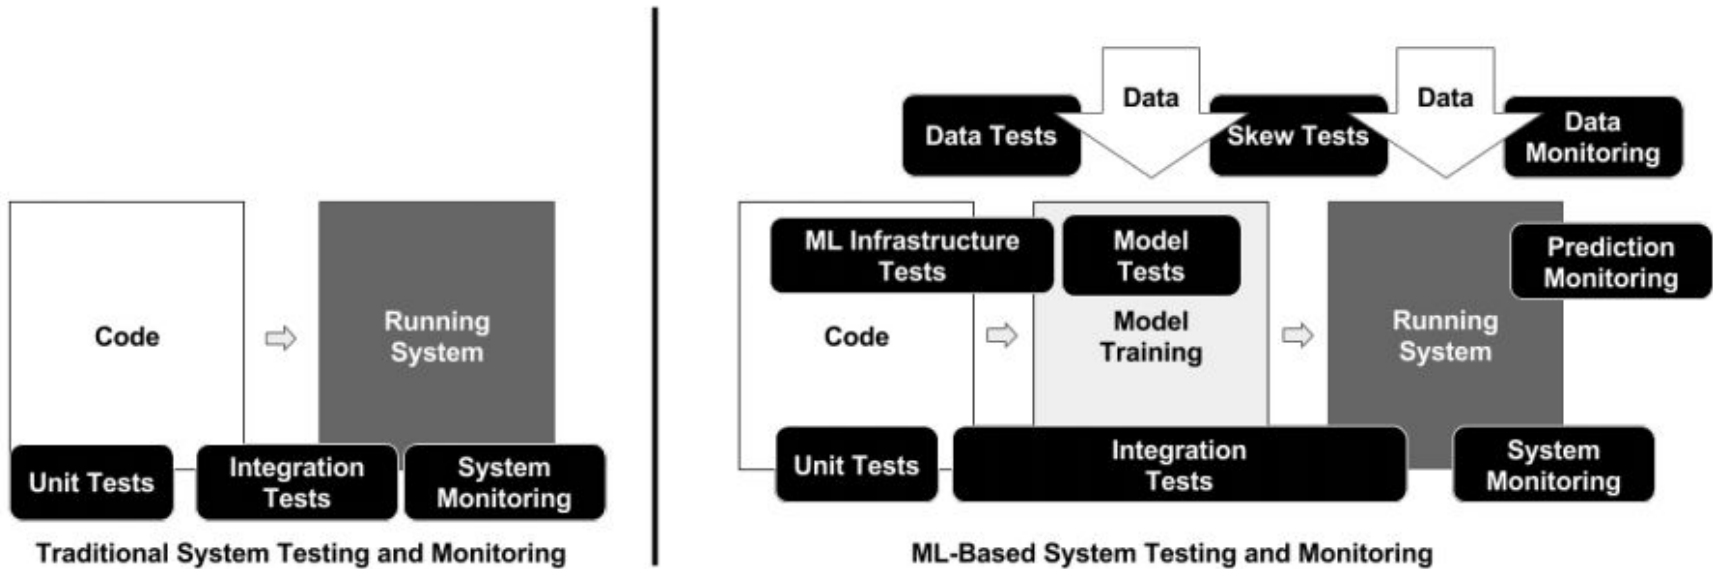 Code
Running
System
Unit Tests
Integration
Tests
System
Monitoring
Traditional System Testing and Monitoring
Data
Data
Data Tests
Skew Tests
Data
Monitoring
ML Infrastructure
Tests
Model
Tests
Prediction
Monitoring
Code
Model
Training
Running
System
Unit Tests
Integration
Tests
System
Monitoring
ML-Based System Testing and Monitoring